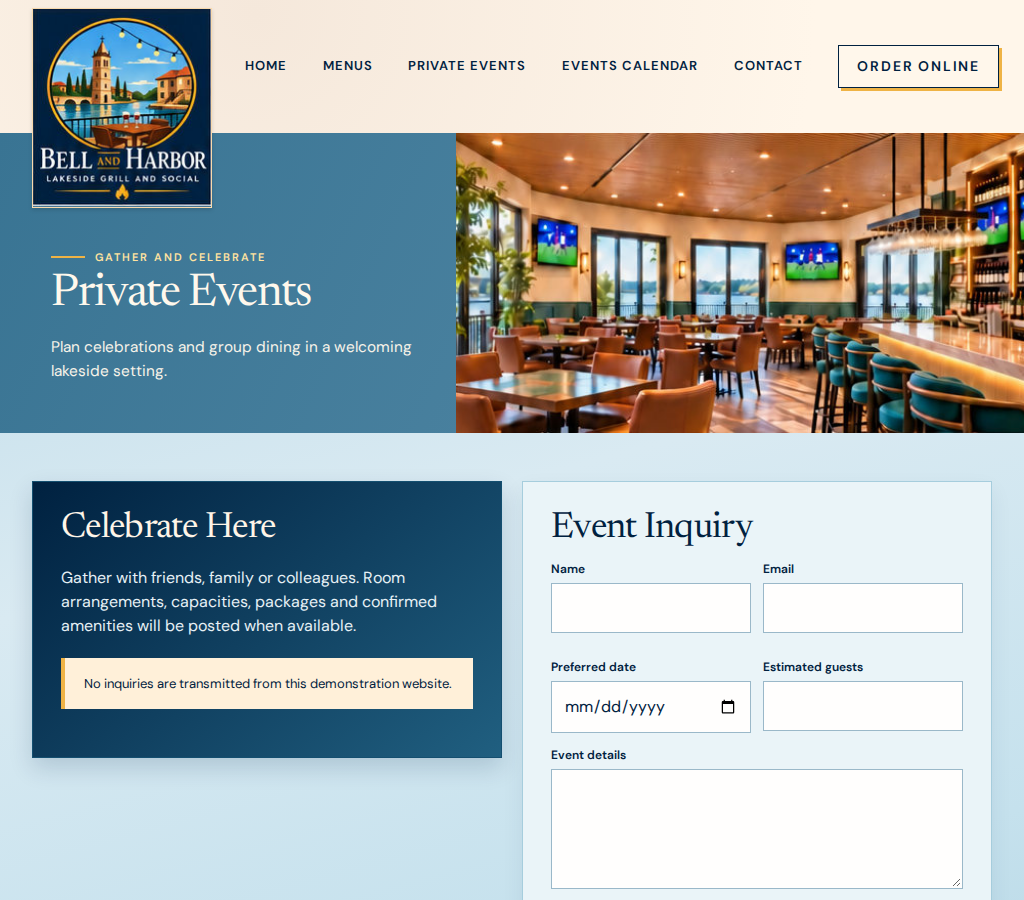 BELL AND HARBOR
LAKESIDE GRILL AND SOCIAL
HOME
MENUS
PRIVATE EVENTS
EVENTS CALENDAR
CONTACT
ORDER ONLINE
GATHER AND CELEBRATE
Private Events
Plan celebrations and group dining in a welcoming
lakeside setting.
Celebrate Here
Gather with friends, family or colleagues. Room
arrangements, capacities, packages and confirmed
amenities will be posted when available.
No inquiries are transmitted from this demonstration website.
Event Inquiry
Name
Email
Preferred date
Estimated guests
mm/dd/yyyy
Event details